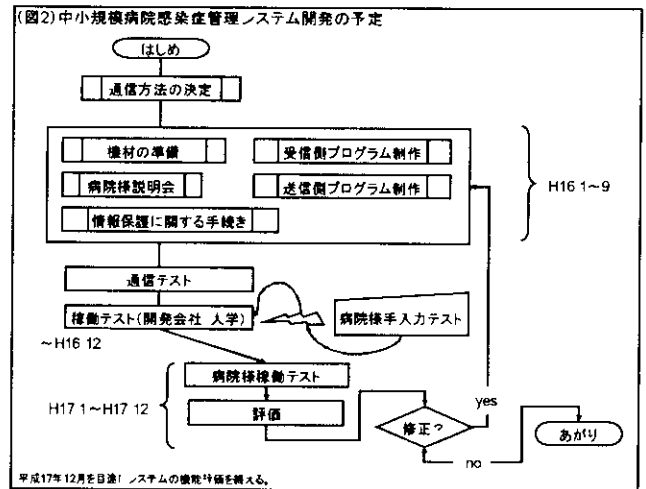 (図2)中小規模病院感染症管理システム開発の予定
はじめ
通信方法の決定
機材の準備
受信側プログラム制作
病院様説明会
送信側プログラム制作
情報保護に関する手続き
H16 1~9
通信テスト
稼働テスト(開発会社 大学)
病院様手入力テスト
~H16 12
病院様稼働テスト
H17 1~H17 12
評価
修正?
yes
no
あがり
平成17年12月を目途に システムの機能評価を終える。